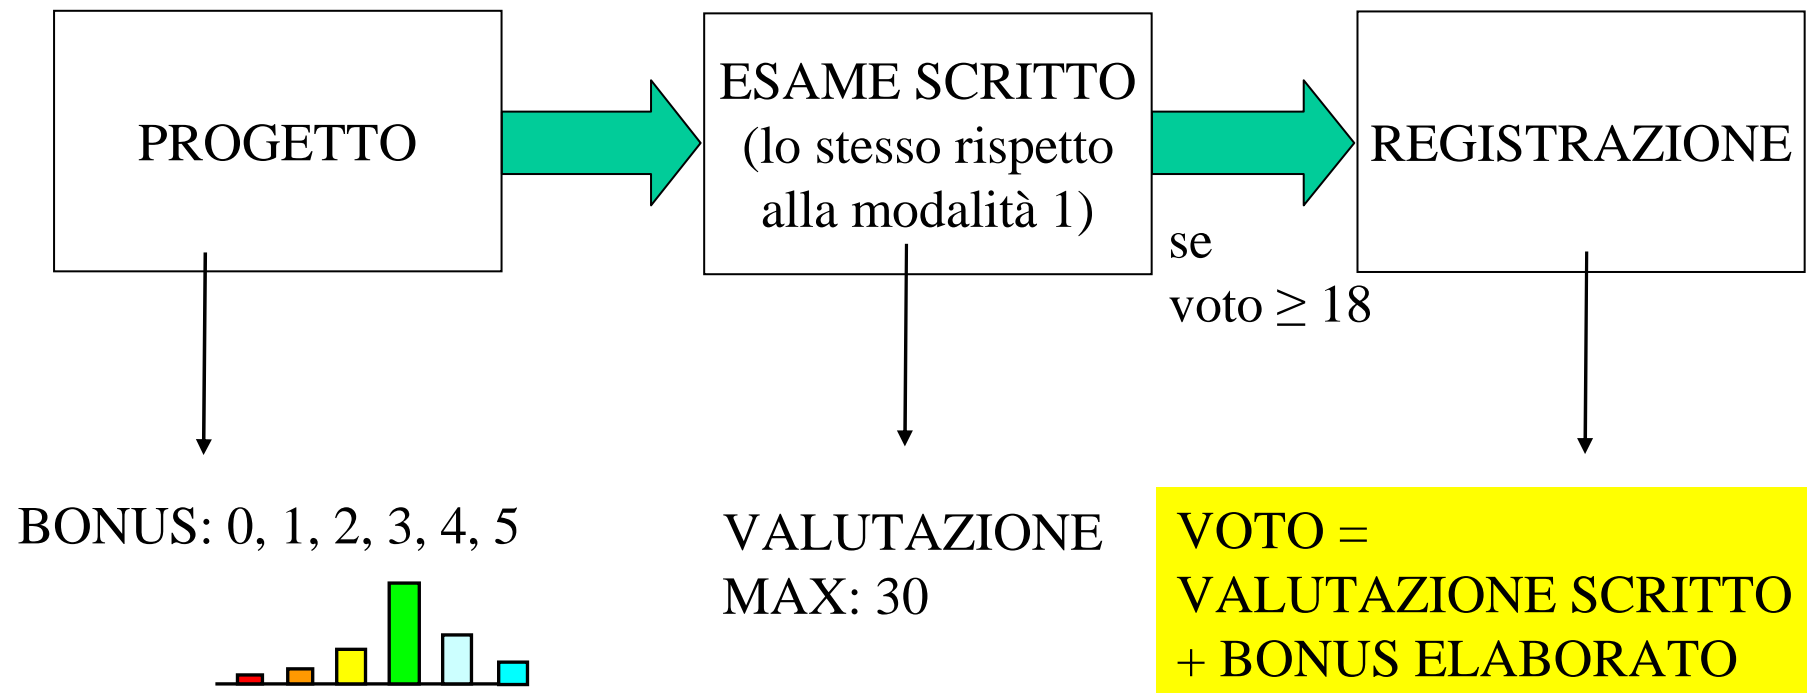 PROGETTO
ESAME SCRITTO
(lo stesso rispetto
alla modalità 1)
REGISTRAZIONE
se
voto ≥ 18
BONUS: 0, 1, 2, 3, 4, 5
VALUTAZIONE
MAX: 30
VOTO =
VALUTAZIONE SCRITTO
+ BONUS ELABORATO